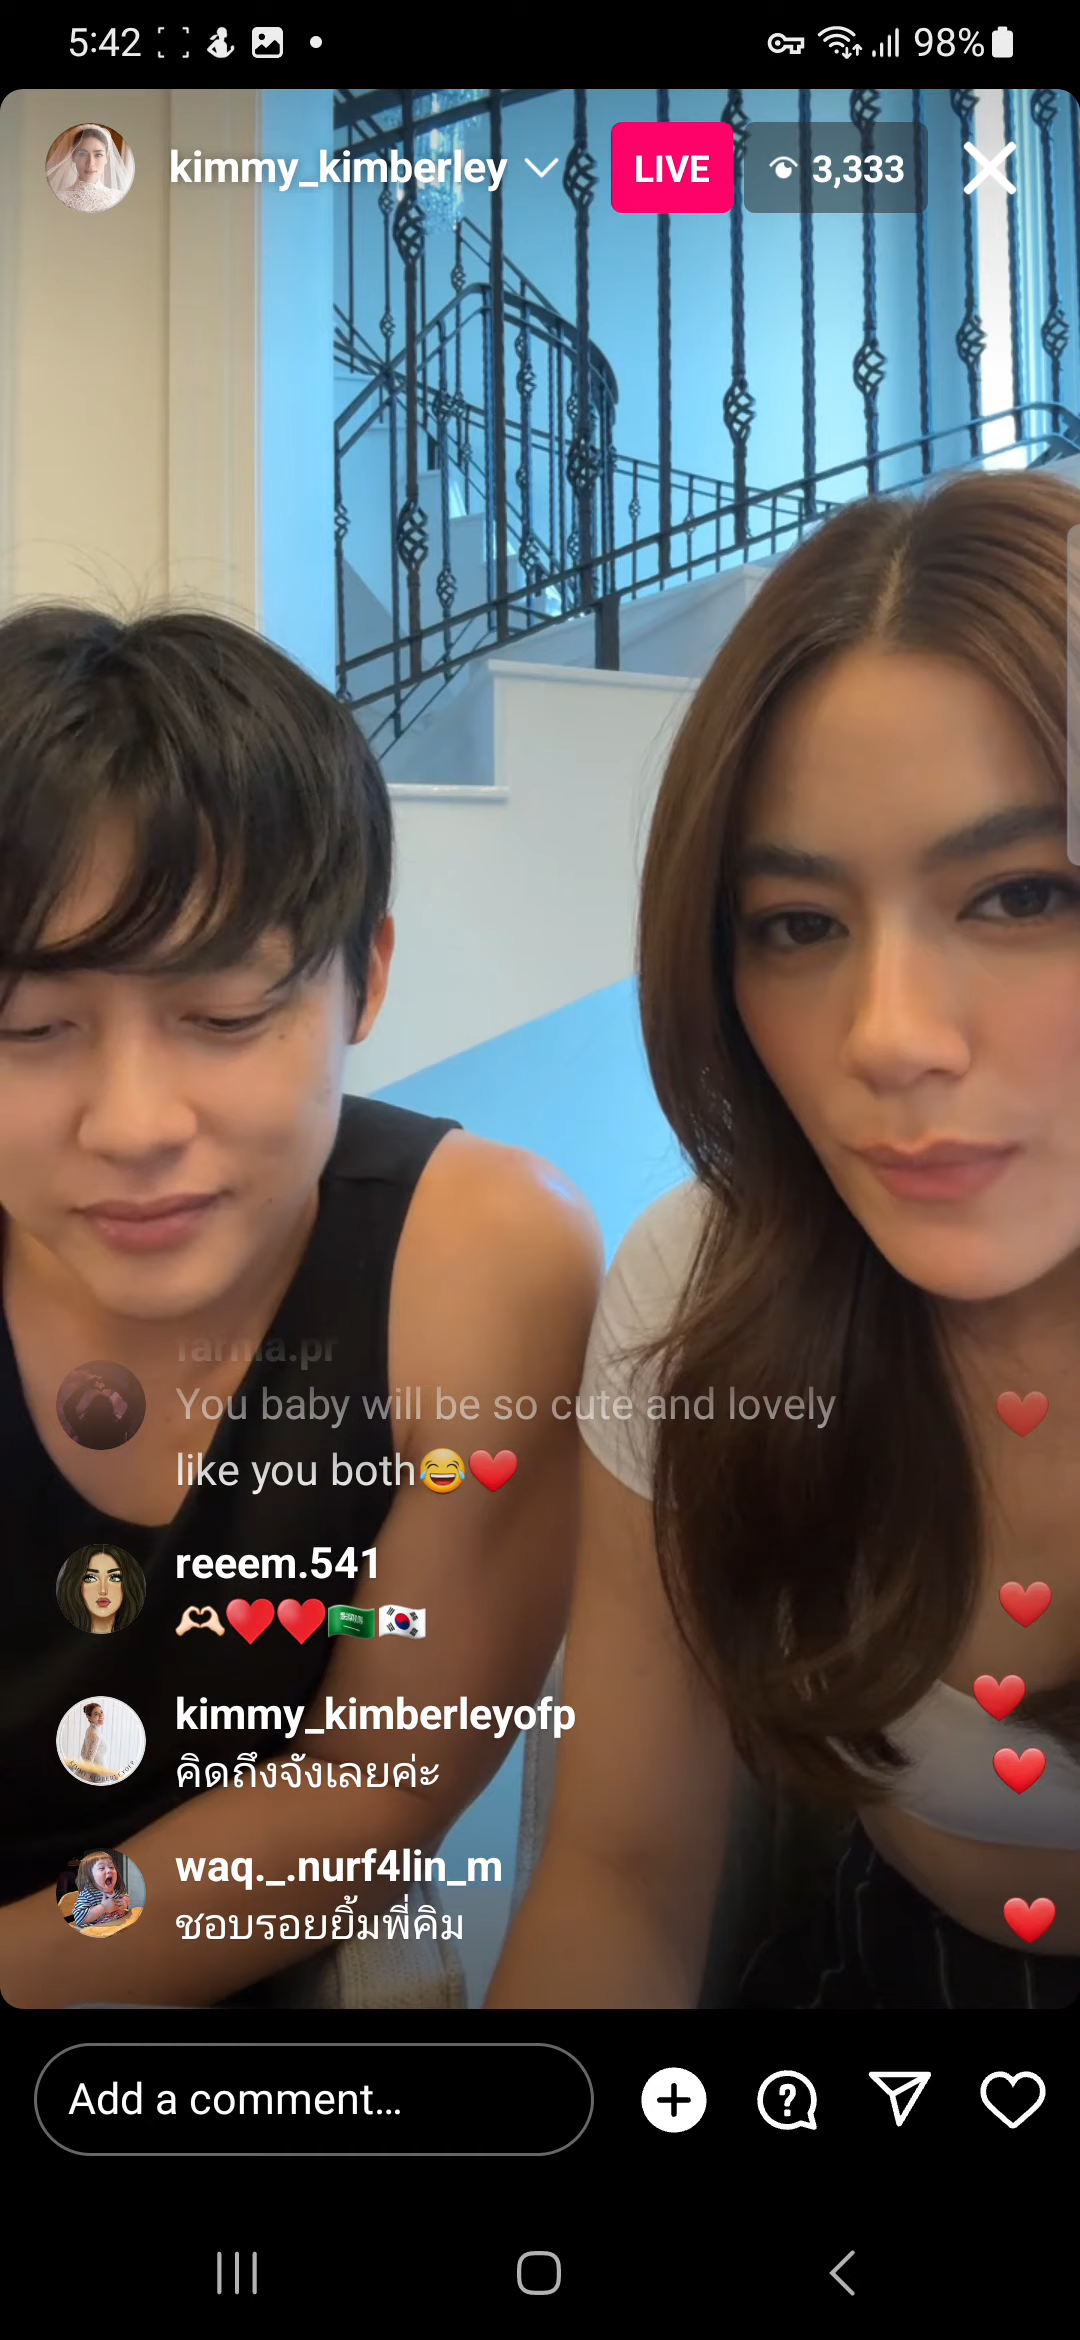 5:42
98%
kimmy_kimberley
LIVE
3,333
farma.pr
You baby will be so cute and lovely
like you both😂❤️
reeem.541
🫶🏻❤️❤️🇸🇦🇰🇷
kimmy_kimberleyofp
คิดถึงจังเลยค่ะ
waq._.nurf4lin_m
ชอบรอยยิ้มพี่คิม
Add a comment...